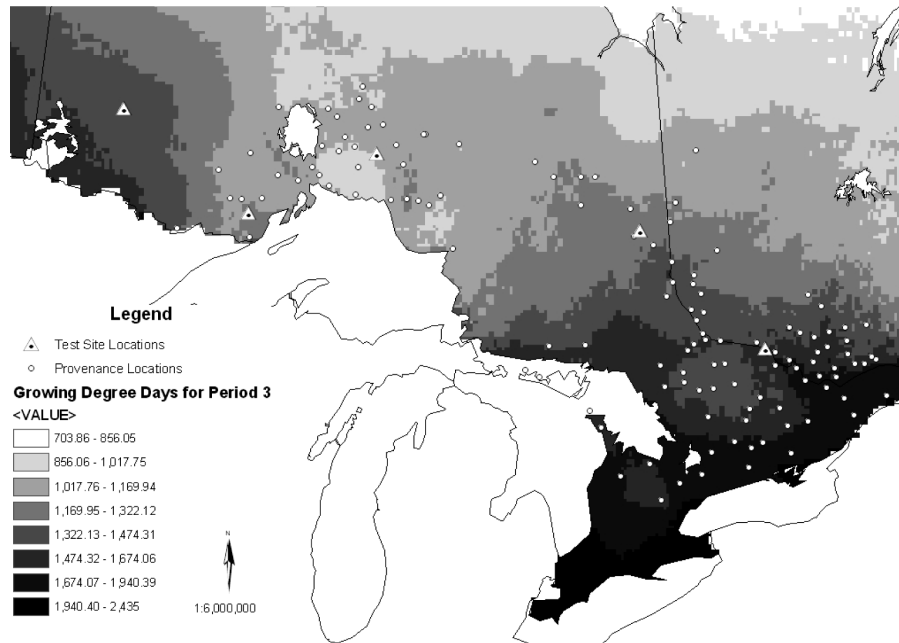 Legend
Test Site Locations
Provenance Locations
Growing Degree Days for Period 3
<VALUE>
703.86 - 856.05
856.06 - 1,017.75
1,017.76 - 1,169.94
1,169.95 - 1,322.12
1,322.13 - 1,474.31
1,474.32 - 1,674.06
1,674.07 - 1,940.39
1,940.40 - 2,435
N
1:6,000,000